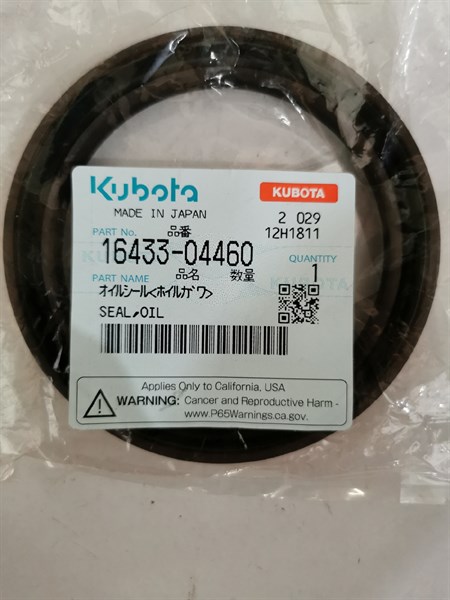 Kubota
KUBOTA
MADE IN JAPAN
2 029
PART No.
品番
12H1811
16433-04460
QUANTITY
1
PART NAME
品名
数量
オイルシール<ホイルガワ>
SEAL,OIL
Applies Only to California, USA
WARNING: Cancer and Reproductive Harm -
www.P65Warnings.ca.gov.